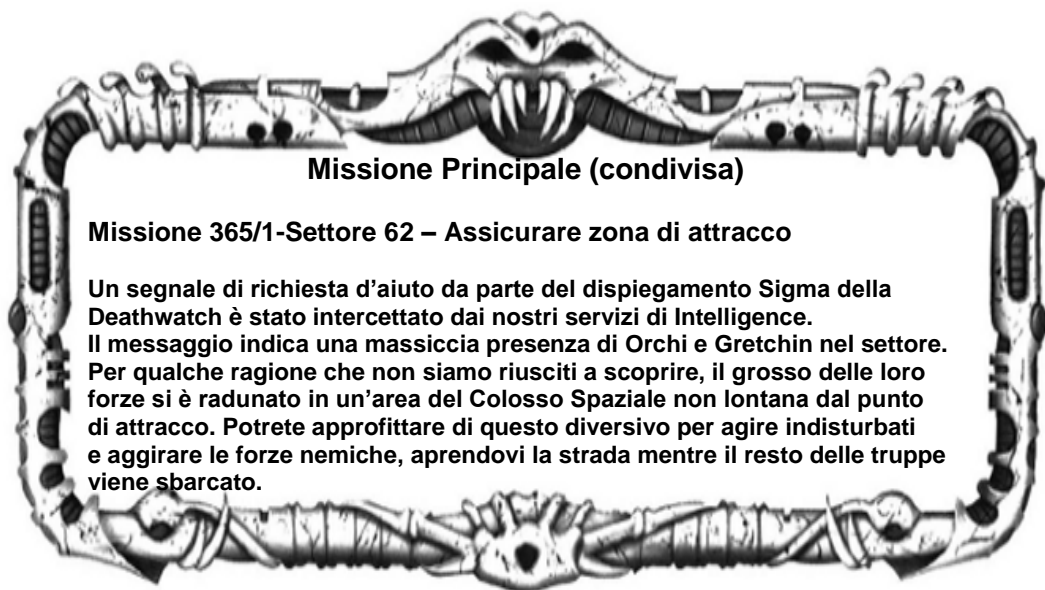 Missione Principale (condivisa)
Missione 365/1-Settore 62 – Assicurare zona di attracco
Un segnale di richiesta d'aiuto da parte del dispiegamento Sigma della
Deathwatch è stato intercettato dai nostri servizi di Intelligence.
Il messaggio indica una massiccia presenza di Orchi e Gretchin nel settore.
Per qualche ragione che non siamo riusciti a scoprire, il grosso delle loro
forze si è radunato in un'area del Colosso Spaziale non lontana dal punto
di attracco. Potrete approfittare di questo diversivo per agire indisturbati
e aggirare le forze nemiche, aprendovi la strada mentre il resto delle truppe
viene sbarcato.